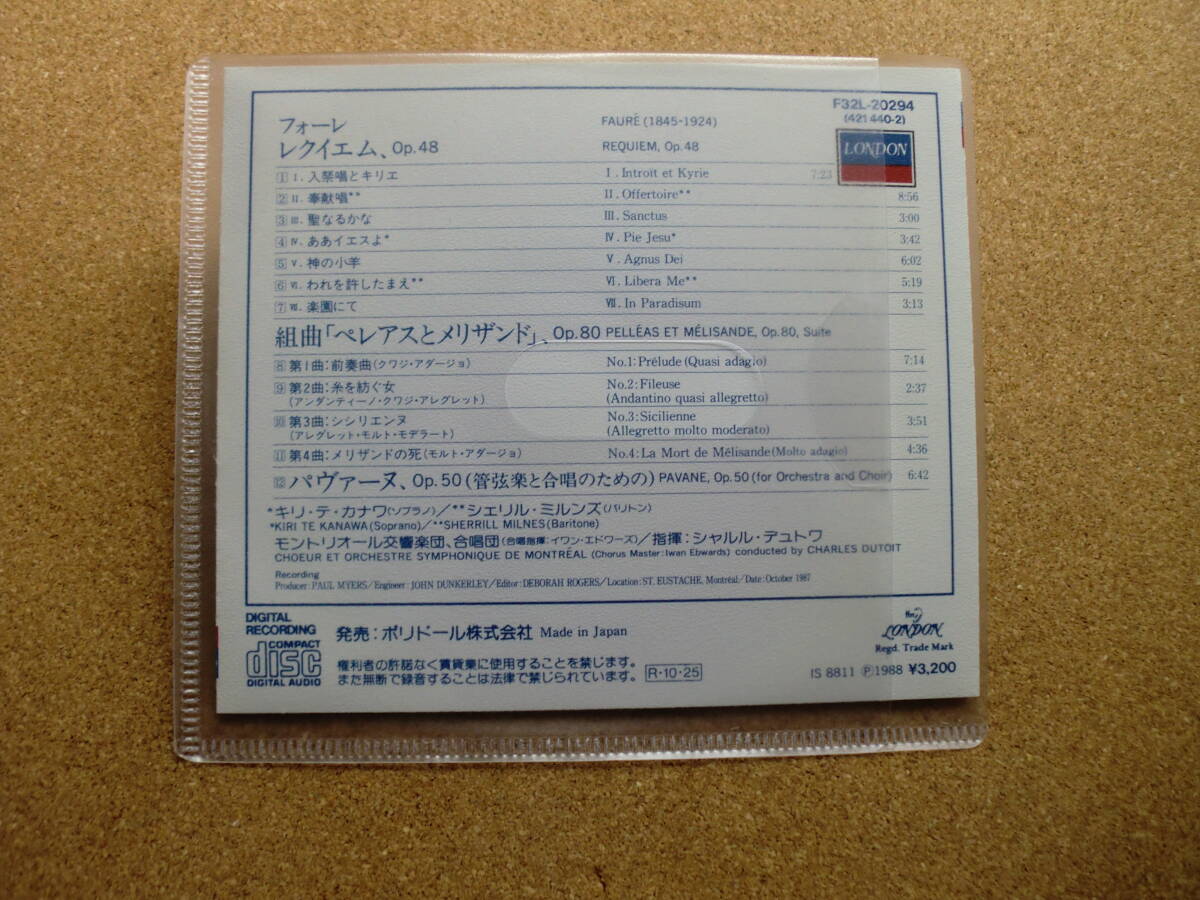 F32L-20294
(421 440-2)
LONDON
フォーレ FAURÉ (1845-1924)
レクイエム、Op.48 REQUIEM, Op.48
1 I. 入祭唱とキリエ I. Introït et Kyrie 7:23
2 II. 奉献唱** II. Offertoire** 8:56
3 III. 聖なるかな III. Sanctus 3:00
4 IV. ああイエスよ* IV. Pie Jesu* 3:42
5 V. 神の小羊 V. Agnus Dei 6:02
6 VI. われを許したまえ** VI. Libera Me** 5:19
7 VII. 楽園にて VII. In Paradisum 3:13
組曲「ペレアスとメリザンド」、Op.80 PELLÉAS ET MÉLISANDE, Op.80, Suite
8 第1曲:前奏曲(クワジ・アダージョ) No.1:Prélude (Quasi adagio) 7:14
9 第2曲:糸を紡ぐ女 No.2:Fileuse 2:37
(アンダンティーノ・クワジ・アレグレット) (Andantino quasi allegretto)
10 第3曲:シシリエンヌ No.3:Sicilienne 3:51
(アレグレット・モルト・モデラート) (Allegretto molto moderato)
11 第4曲:メリザンドの死(モルト・アダージョ) No.4:La Mort de Mélisande (Molto adagio) 4:36
12 パヴァーヌ、Op.50(管弦楽と合唱のための) PAVANE, Op.50 (for Orchestra and Choir) 6:42
*キリ・テ・カナワ(ソプラノ)/**シェリル・ミルンズ(バリトン)
*KIRI TE KANAWA (Soprano)/**SHERRILL MILNES (Baritone)
モントリオール交響楽団、合唱団(合唱指揮:イワン・エドワーズ)/指揮:シャルル・デュトワ
CHOEUR ET ORCHESTRE SYMPHONIQUE DE MONTRÉAL (Chorus Master:Iwan Ebwards) conducted by CHARLES DUTOIT
Recording
Producer: PAUL MYERS/Engineer: JOHN DUNKERLEY/Editor: DEBORAH ROGERS/Location: ST. EUSTACHE, Montréal/Date: October 1987
DIGITAL
RECORDING
COMPACT
disc
DIGITAL AUDIO
発売:ポリドール株式会社 Made in Japan
権利者の許諾なく賃貸業に使用することを禁じます。
また無断で録音することは法律で禁じられています。
R・10・25
LONDON
Regd. Trade Mark
IS 8811 Ⓟ1988 ¥3,200